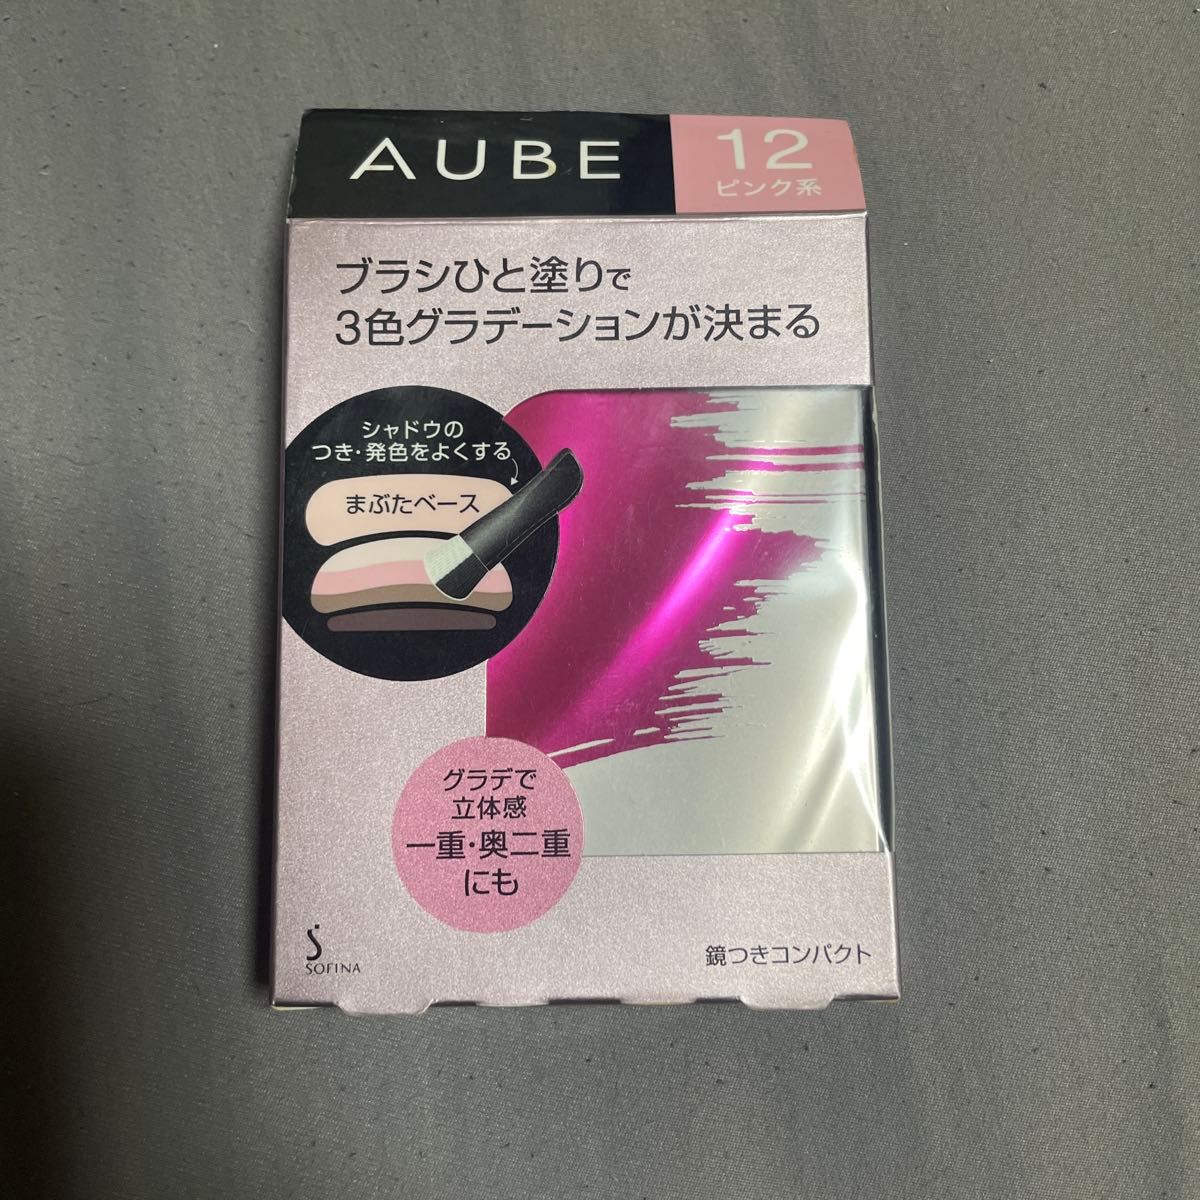 AUBE
12
ピンク系
ブラシひと塗りで
3色グラデーションが決まる
シャドウの
つき・発色をよくする
まぶたベース
グラデで
立体感
一重・奥二重
にも
SOFINA
鏡つきコンパクト